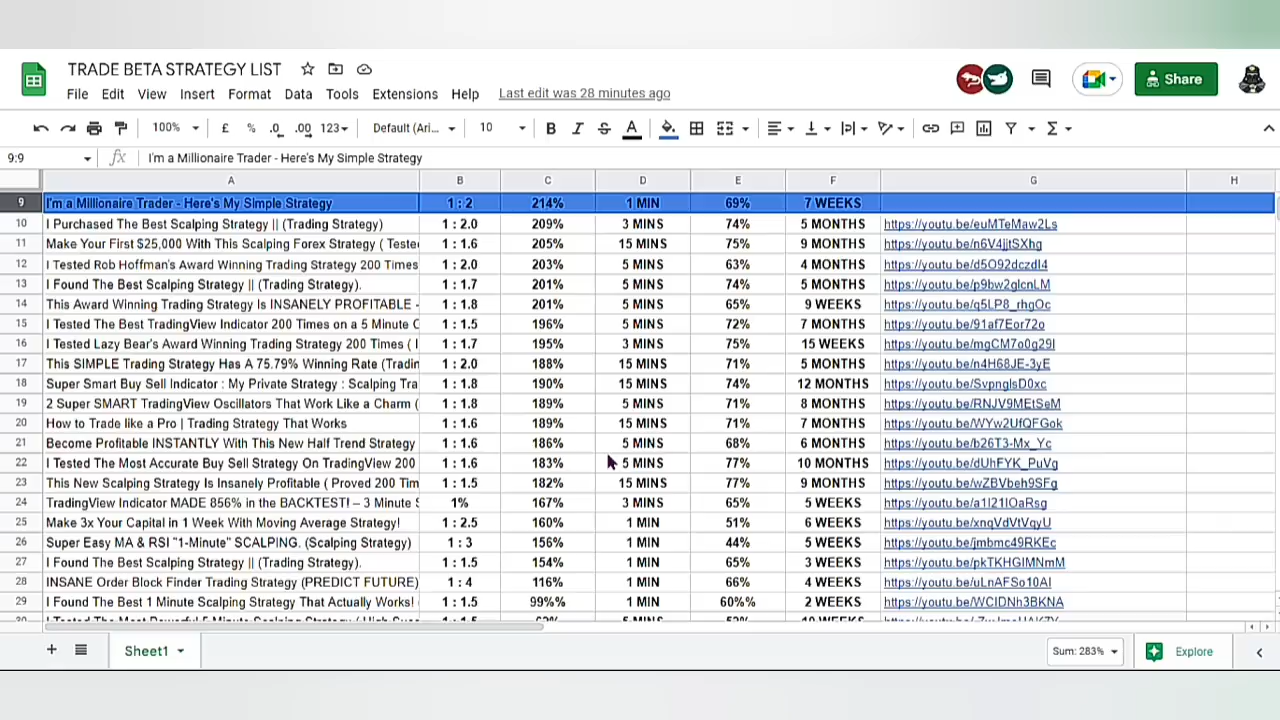 TRADE BETA STRATEGY LIST
Share
File Edit View Insert Format Data Tools Extensions Help Last edit was 28 minutes ago
100% £ % .0 .00 123 Default (Ari... 10 B I S A
9:9 fx I'm a Millionaire Trader - Here's My Simple Strategy
A B C D E F G H
9 I'm a Millionaire Trader - Here's My Simple Strategy 1 : 2 214% 1 MIN 69% 7 WEEKS
10 I Purchased The Best Scalping Strategy || (Trading Strategy) 1 : 2.0 209% 3 MINS 74% 5 MONTHS https://youtu.be/euMTeMaw2Ls
11 Make Your First $25,000 With This Scalping Forex Strategy ( Teste 1 : 1.6 205% 15 MINS 75% 9 MONTHS https://youtu.be/n6V4jjtSXhg
12 I Tested Rob Hoffman's Award Winning Trading Strategy 200 Times 1 : 2.0 203% 5 MINS 63% 4 MONTHS https://youtu.be/d5O92dczdI4
13 I Found The Best Scalping Strategy || (Trading Strategy). 1 : 1.7 201% 5 MINS 74% 5 MONTHS https://youtu.be/p9bw2glcnLM
14 This Award Winning Trading Strategy Is INSANELY PROFITABLE - 1 : 1.8 201% 5 MINS 65% 9 WEEKS https://youtu.be/q5LP8_rhgOc
15 I Tested The Best TradingView Indicator 200 Times on a 5 Minute C 1 : 1.5 196% 5 MINS 72% 7 MONTHS https://youtu.be/91af7Eor72o
16 I Tested Lazy Bear's Award Winning Trading Strategy 200 Times ( I 1 : 1.7 195% 5 MINS 75% 15 WEEKS https://youtu.be/mgCM7o0g29I
17 This SIMPLE Trading Strategy Has A 75.79% Winning Rate (Tradin 1 : 2.0 188% 15 MINS 71% 5 MONTHS https://youtu.be/n4H68JE-3yE
18 Super Smart Buy Sell Indicator : My Private Strategy : Scalping Tra 1 : 1.8 190% 15 MINS 74% 12 MONTHS https://youtu.be/SvpnglsD0xc
19 2 Super SMART TradingView Oscillators That Work Like a Charm ( 1 : 1.8 189% 5 MINS 71% 8 MONTHS https://youtu.be/RNJV9MEtSeM
20 How to Trade like a Pro | Trading Strategy That Works 1 : 1.6 189% 15 MINS 71% 7 MONTHS https://youtu.be/WYw2UfQFGok
21 Become Profitable INSTANTLY With This New Half Trend Strategy 1 : 1.6 186% 5 MINS 68% 6 MONTHS https://youtu.be/b26T3-Mx_Yc
22 I Tested The Most Accurate Buy Sell Strategy On TradingView 200 1 : 1.6 183% 5 MINS 77% 10 MONTHS https://youtu.be/dUhFYK_PuVg
23 This New Scalping Strategy Is Insanely Profitable ( Proved 200 Tim 1 : 1.5 182% 15 MINS 77% 9 MONTHS https://youtu.be/wZBVbeh9SFg
24 TradingView Indicator MADE 856% in the BACKTEST! – 3 Minute S 1% 167% 3 MINS 65% 5 WEEKS https://youtu.be/a1I21IOaRsg
25 Make 3x Your Capital in 1 Week With Moving Average Strategy! 1 : 2.5 160% 1 MIN 51% 6 WEEKS https://youtu.be/xnqVdVtVqyU
26 Super Easy MA & RSI "1-Minute" SCALPING. (Scalping Strategy) 1 : 3 156% 1 MIN 44% 6 WEEKS https://youtu.be/jmbmc49RKEc
27 I Found The Best Scalping Strategy || (Trading Strategy). 1 : 1.5 154% 1 MIN 65% 3 WEEKS https://youtu.be/pkTKHGIMNmM
28 INSANE Order Block Finder Trading Strategy (PREDICT FUTURE) 1 : 4 116% 1 MIN 66% 4 WEEKS https://youtu.be/uLnAFSo10AI
29 I Found The Best 1 Minute Scalping Strategy That Actually Works! ( 1 : 1.5 99%% 1 MIN 60%% 2 WEEKS https://youtu.be/WCIDNh3BKNA
Sheet1 Sum: 283% Explore